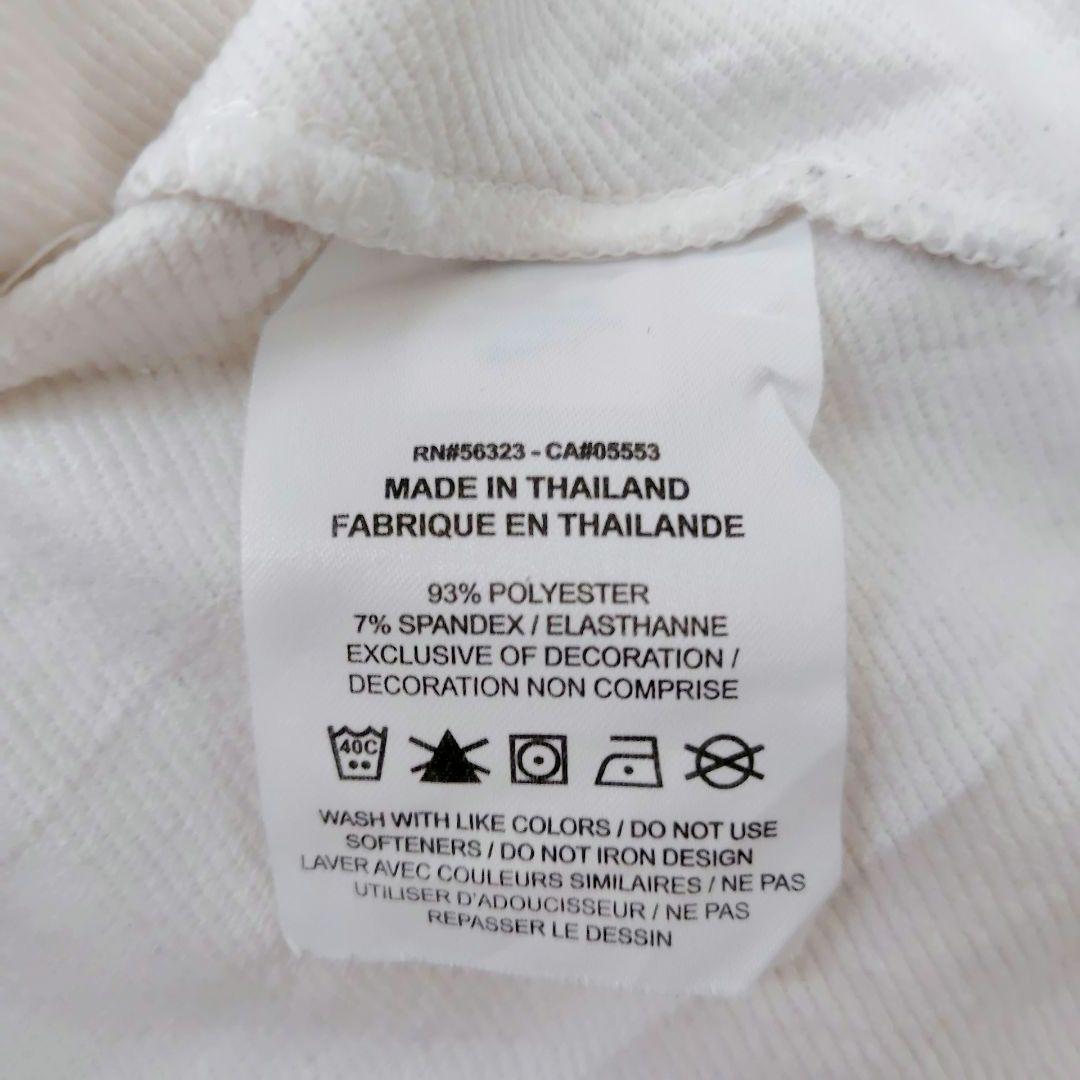 RN#56323 - CA#05553
MADE IN THAILAND
FABRIQUE EN THAILANDE
93% POLYESTER
7% SPANDEX / ELASTHANNE
EXCLUSIVE OF DECORATION /
DECORATION NON COMPRISE
40C
WASH WITH LIKE COLORS / DO NOT USE
SOFTENERS / DO NOT IRON DESIGN
LAVER AVEC COULEURS SIMILAIRES / NE PAS
UTILISER D'ADOUCISSEUR / NE PAS
REPASSER LE DESSIN